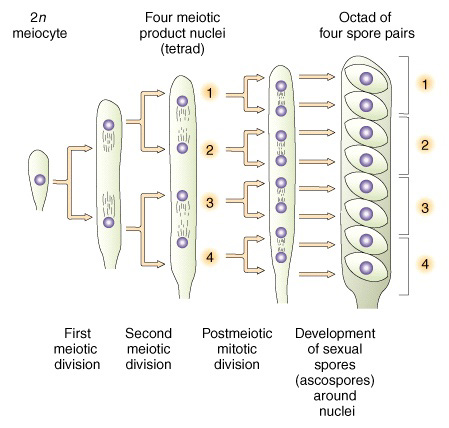 2n
meiocyte
Four meiotic
product nuclei
(tetrad)
Octad of
four spore pairs
1
2
3
4
1
2
3
4
First
meiotic
division
Second
meiotic
division
Postmeiotic
mitotic
division
Development
of sexual
spores
(ascospores)
around
nuclei